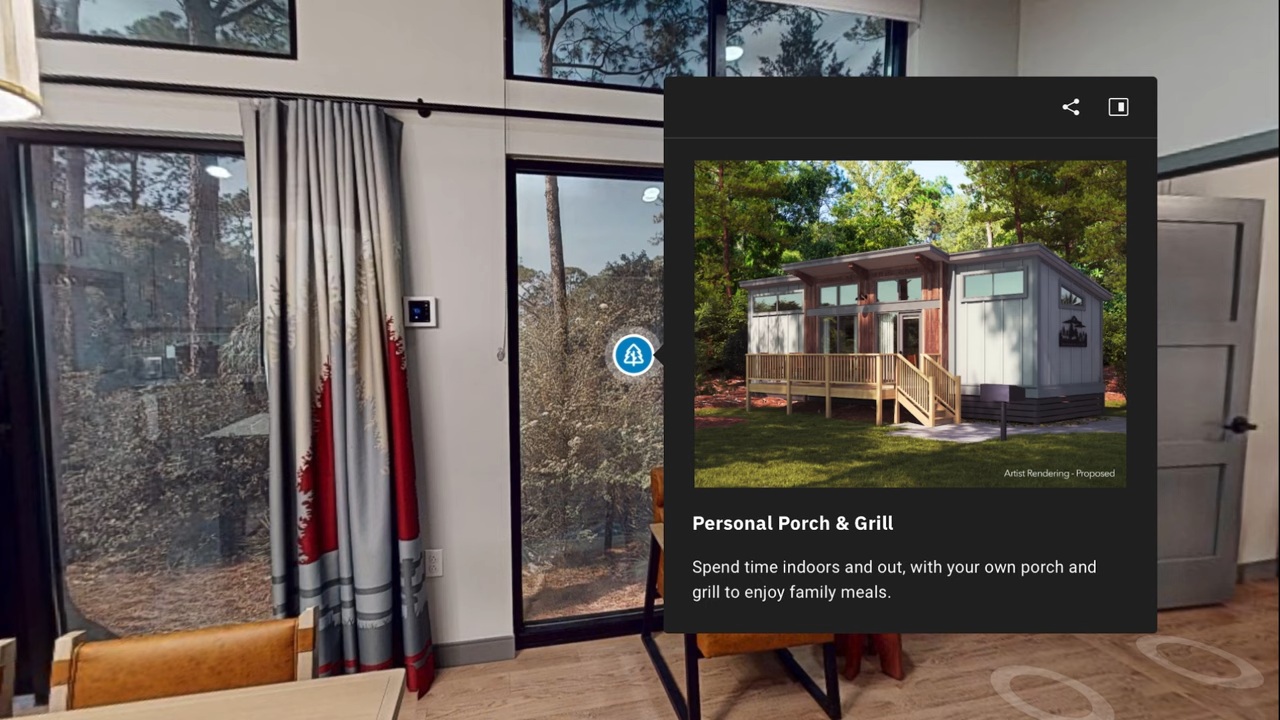 Artist Rendering - Proposed
Personal Porch & Grill
Spend time indoors and out, with your own porch and
grill to enjoy family meals.